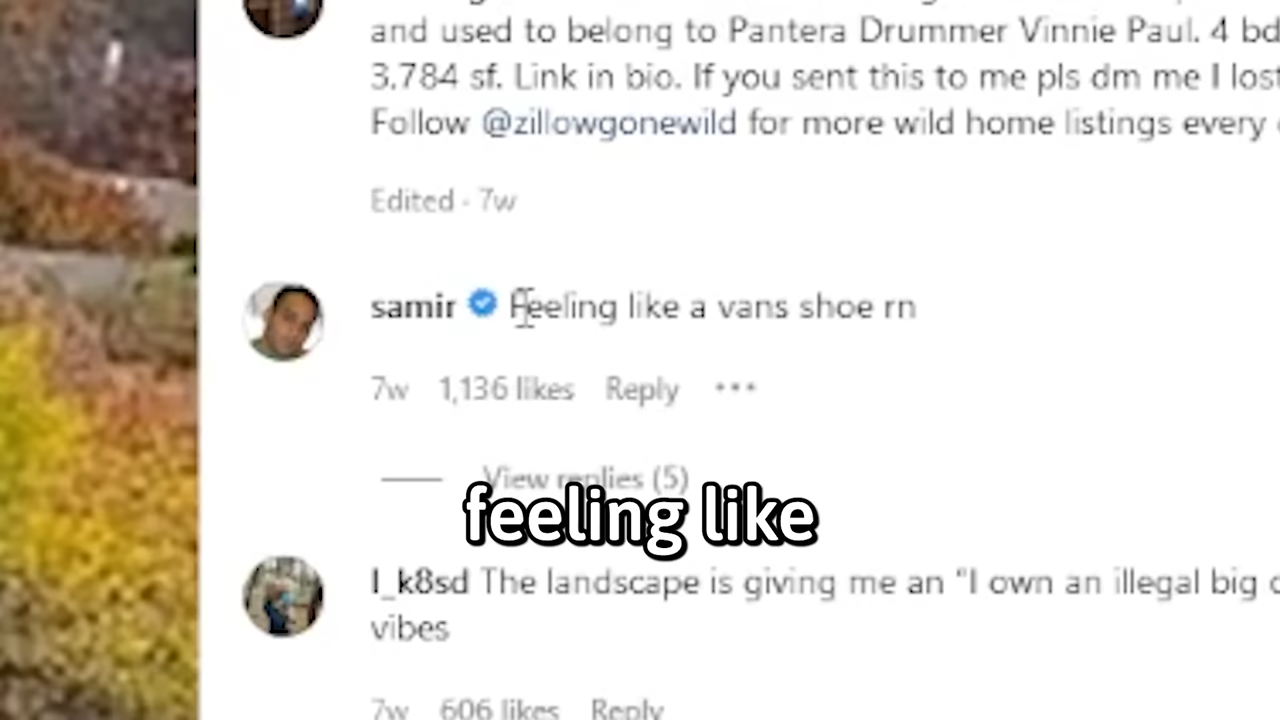 and used to belong to Pantera Drummer Vinnie Paul. 4 bd
3,784 sf. Link in bio. If you sent this to me pls dm me I lost
Follow @zillowgonewild for more wild home listings every
Edited · 7w
samir Feeling like a vans shoe rn
7w 1,136 likes Reply •••
View replies (5)
feeling like
l_k8sd The landscape is giving me an "I own an illegal big
vibes
7w 606 likes Reply